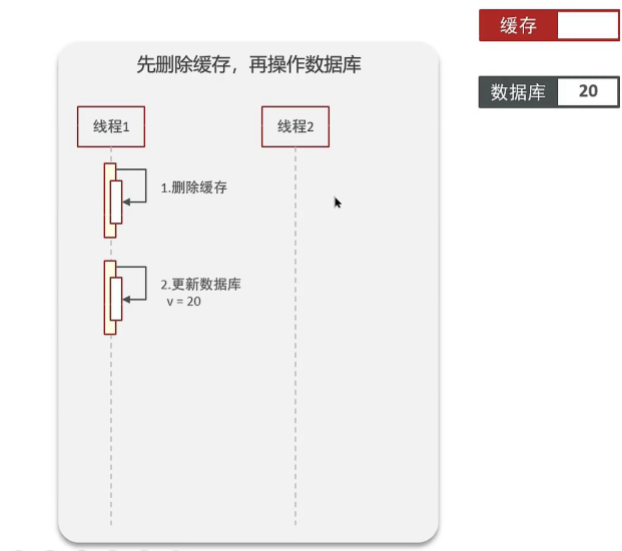 缓存
先删除缓存，再操作数据库
数据库 20
线程1 线程2
1.删除缓存
2.更新数据库
v = 20